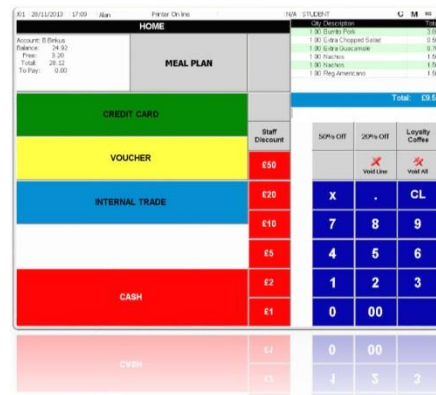 X01 28/11/2013 17:09 Alan Printer On line N/A STUDENT C M
HOME
Account: B.Birkus
Balance: 24.92
Free: 3.20
Total: 28.12
To Pay: 0.00
MEAL PLAN
CREDIT CARD
VOUCHER
INTERNAL TRADE
CASH
Staff Discount
£50
£20
£10
£5
£2
£1
Qty Description
1.00 Burrito Pork
1.00 Extra Chopped Salad
1.00 Extra Guacamole
1.00 Nachos
1.00 Nachos
1.00 Reg Americano
Total: £9.5
50% Off 20% Off Loyalty Coffee
Void Line Void All
X . CL
7 8 9
4 5 6
1 2 3
0 00